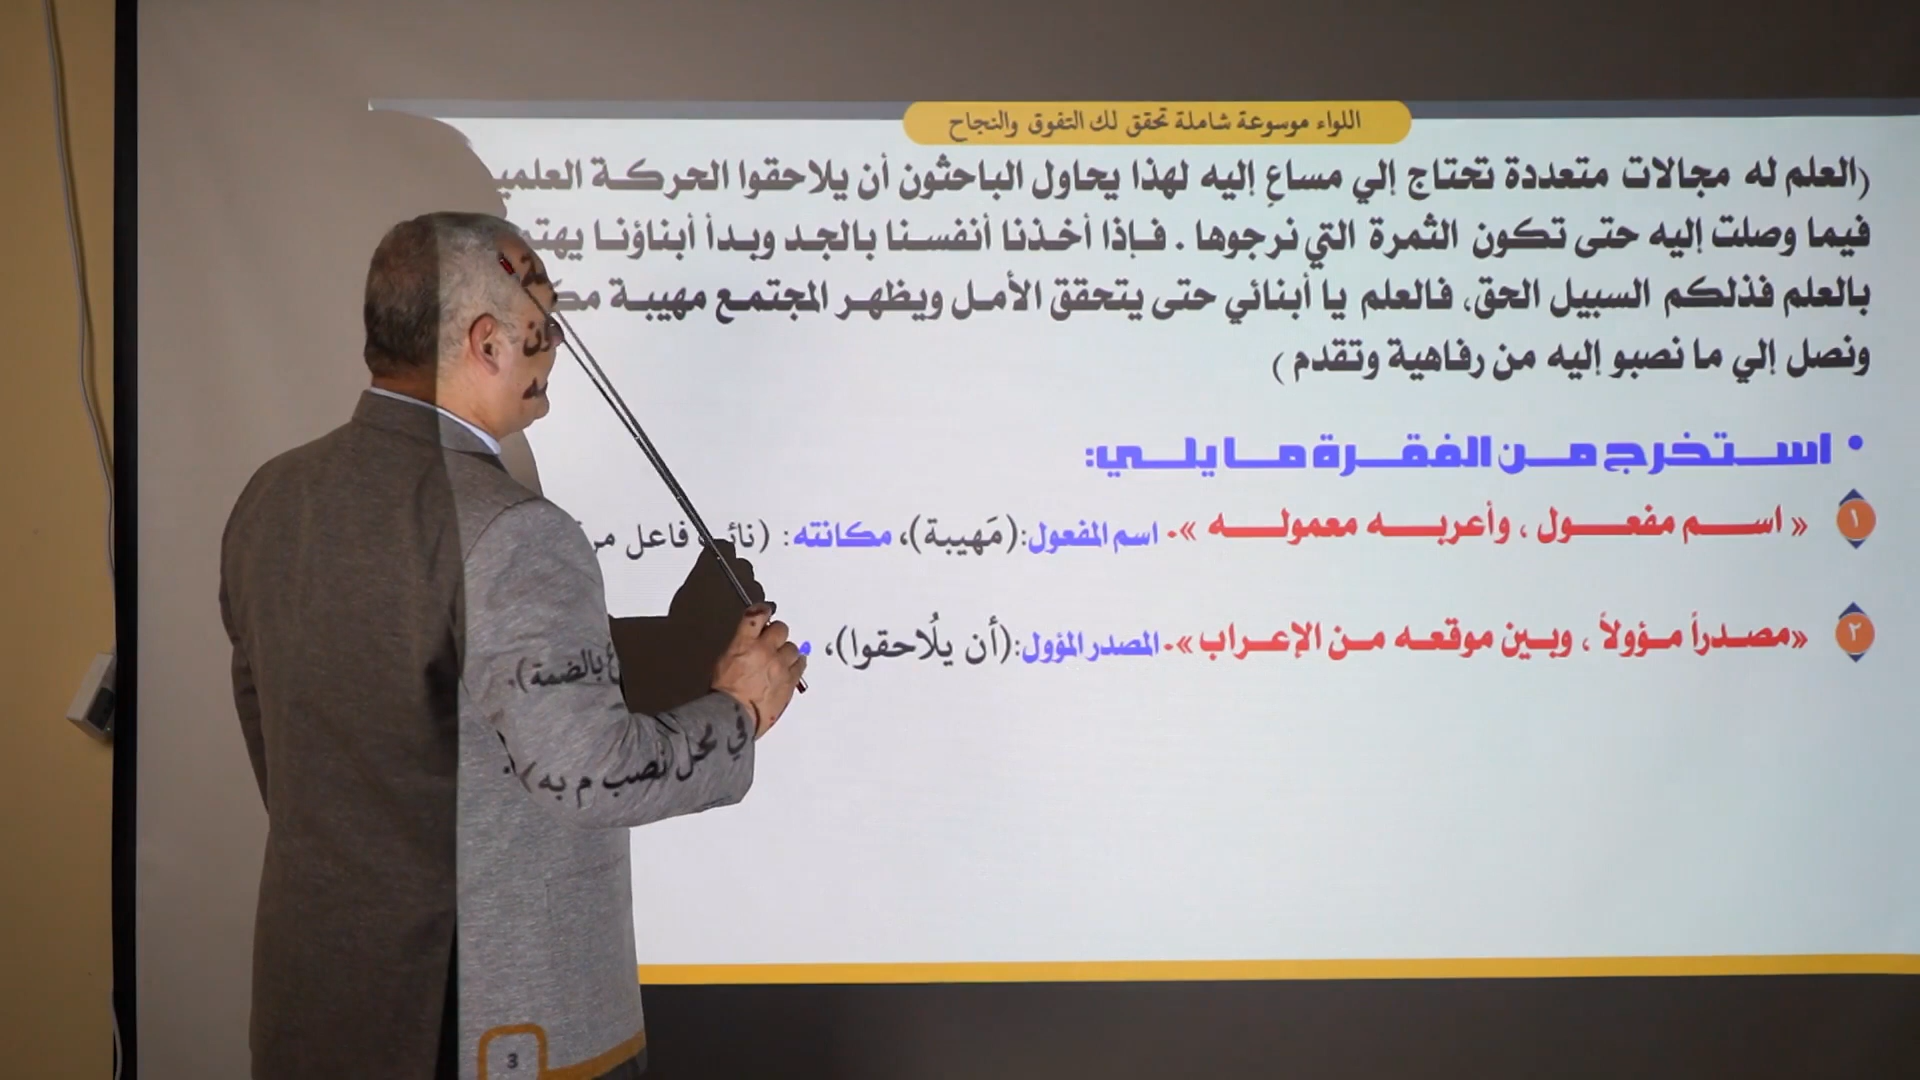 اللواء موسوعة شاملة تحقق لك التفوق والنجاح
(العلم له مجالات متعددة تحتاج إلي مساعٍ إليه لهذا يحاول الباحثون أن يلاحقوا الحركة
فيما وصلت إليه حتى تكون الثمرة التي نرجوها . فإذا أخذنا أنفسنا بالجد وبدأ أبناؤنا
بالعلم فذلكم السبيل الحق، فالعلم يا أبنائي حتى يتحقق الأمل ويظهر المجتمع مهيبة
ونصل إلي ما نصبو إليه من رفاهية وتقدم )
• استخرج من الفقرة ما يلي:
١ « اسم مفعول ، وأعربه معموله ».اسم المفعول:(مَهيبة)، مكانته: (نائب فاعل
بالضمة).
٢ «مصدراً مؤولاً ، وبين موقعه من الإعراب».المصدر المؤول:(أن يلُاحقوا)،
في محل نصب م به).
3